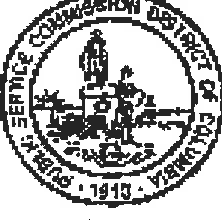 PUBLIC SERVICE COMMISSION DISTRICT OF COLUMBIA
· 1913 ·